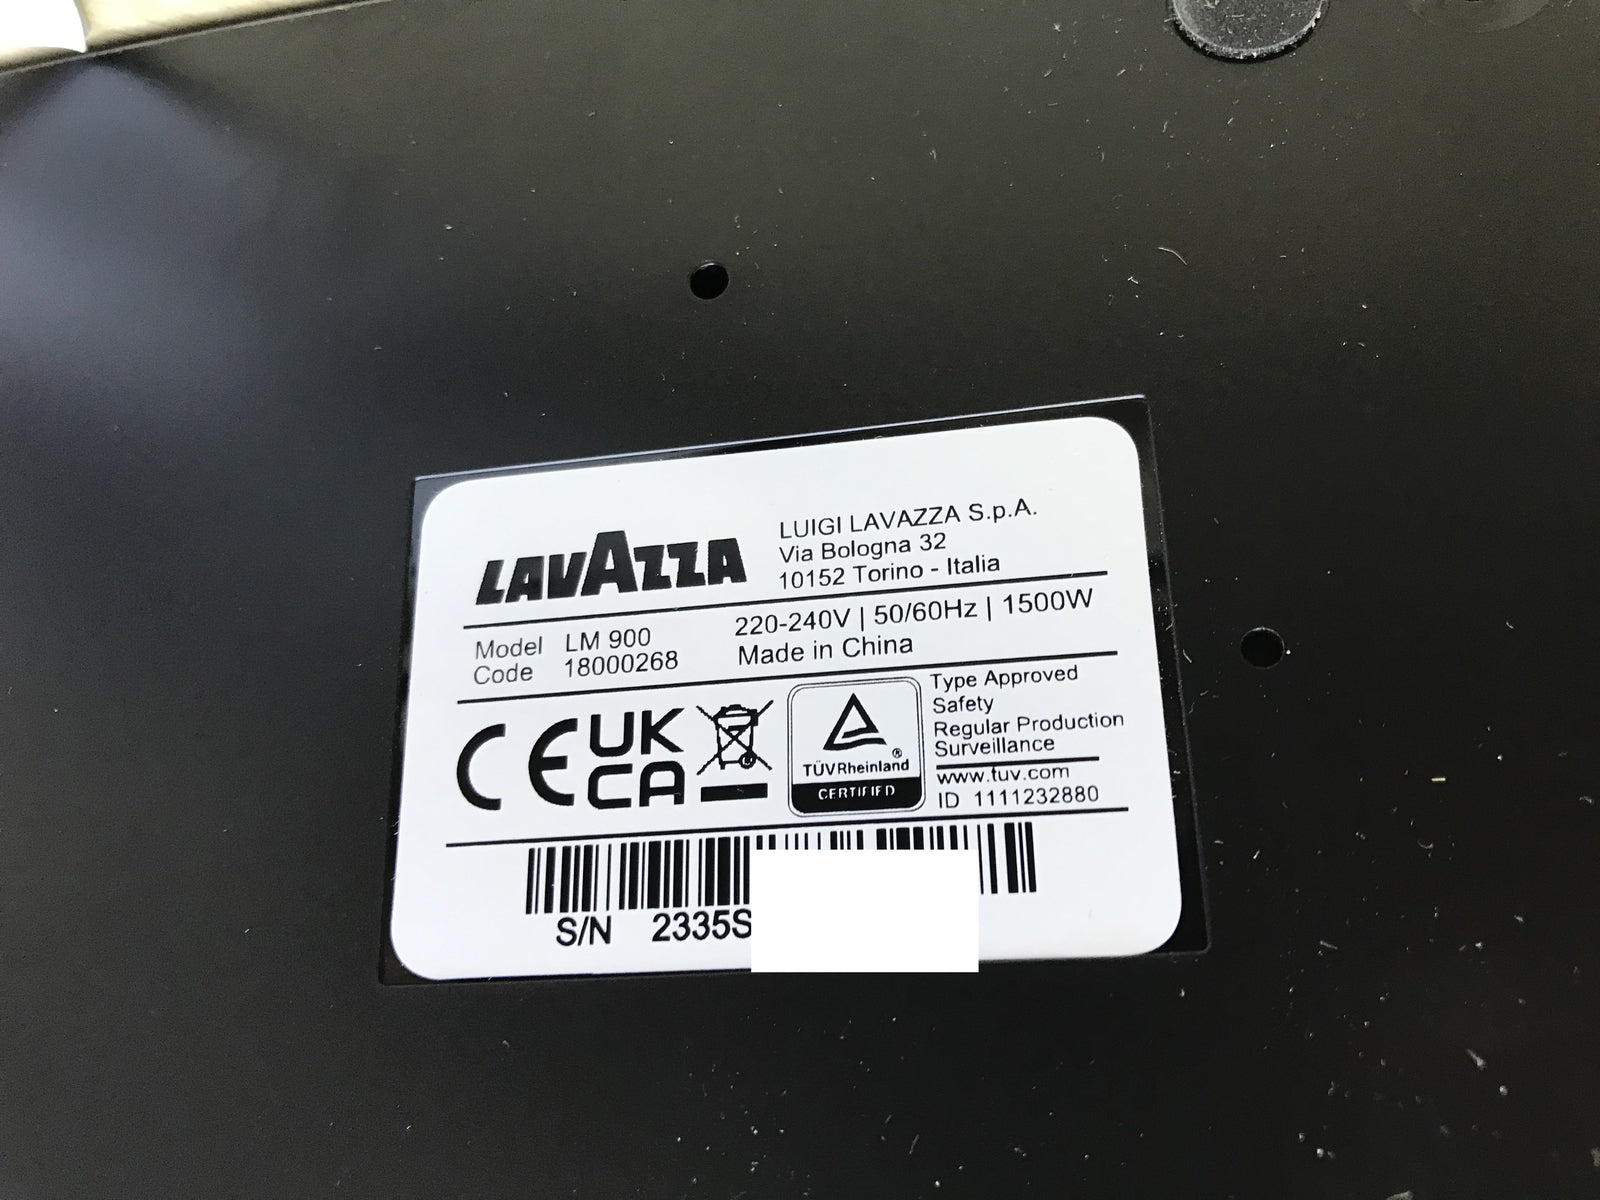 LAVAZZA
LUIGI LAVAZZA S.p.A.
Via Bologna 32
10152 Torino - Italia
Model LM 900
Code 18000268
220-240V | 50/60Hz | 1500W
Made in China
CE
UK
CA
TÜVRheinland®
CERTIFIED
Type Approved
Safety
Regular Production
Surveillance
www.tuv.com
ID 1111232880
S/N 2335S